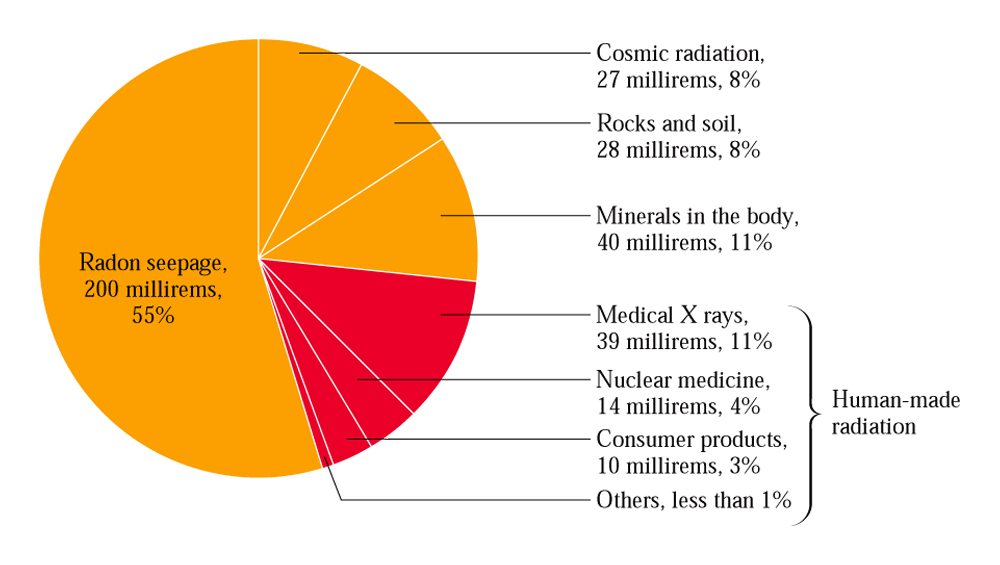 Cosmic radiation,
27 millirems, 8%
Rocks and soil,
28 millirems, 8%
Minerals in the body,
40 millirems, 11%
Radon seepage,
200 millirems,
55%
Medical X rays,
39 millirems, 11%
Nuclear medicine,
14 millirems, 4%
Consumer products,
10 millirems, 3%
Others, less than 1%
Human-made
radiation